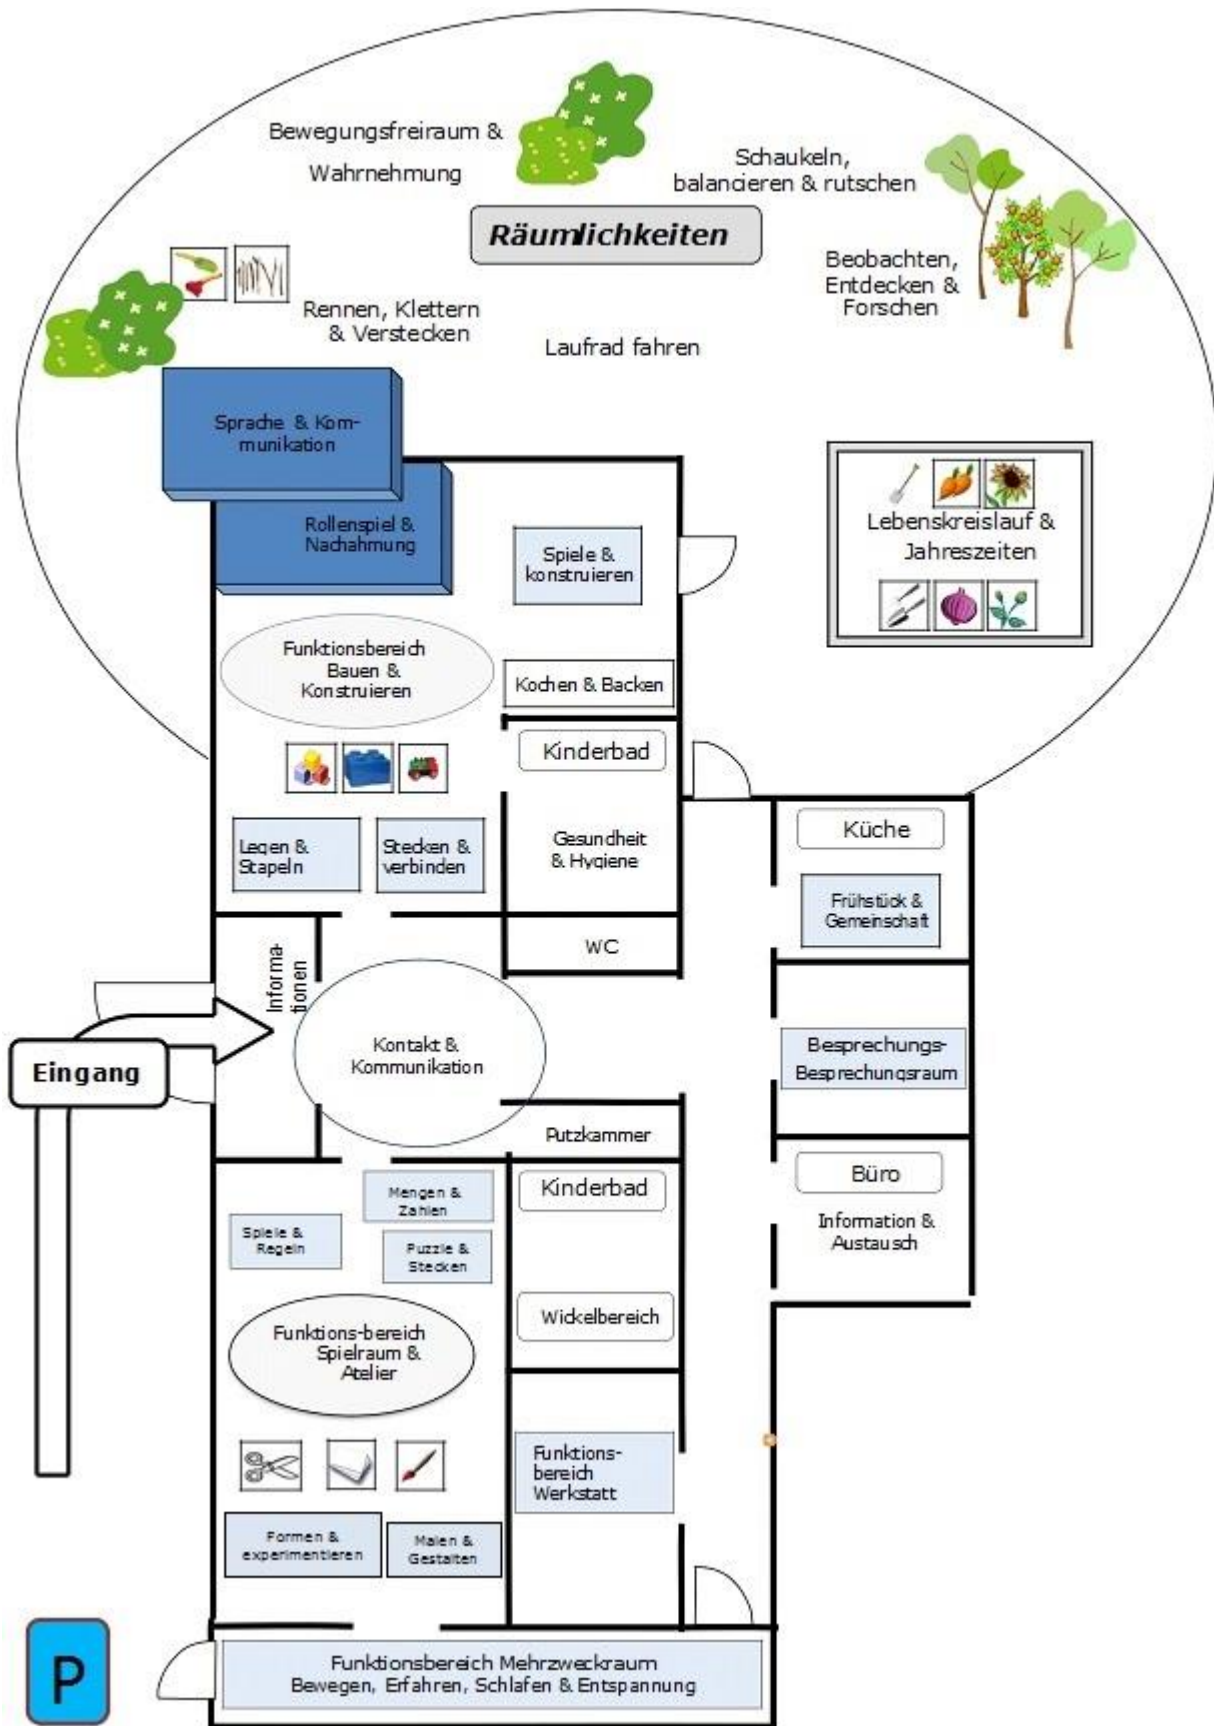 Bewegungsfreiraum &
Wahrnehmung
Schaukeln,
balancieren & rutschen
Räumlichkeiten
Beobachten,
Entdecken &
Forschen
Rennen, Klettern
& Verstecken
Laufrad fahren
Sprache & Kom-
munikation
Rollenspiel &
Nachahmung
Spiele &
konstruieren
Lebenskreislauf &
Jahreszeiten
Funktionsbereich
Bauen &
Konstruieren
Kochen & Backen
Kinderbad
Gesundheit
& Hygiene
Legen &
Stapeln
Stecken &
verbinden
Küche
Frühstück &
Gemeinschaft
WC
Informa-
tionen
Eingang
Kontakt &
Kommunikation
Besprechungs-
Besprechungsraum
Putzkammer
Mengen &
Zahlen
Spiele &
Regeln
Puzzle &
Stecken
Kinderbad
Wickelbereich
Büro
Information &
Austausch
Funktions-bereich
Spielraum &
Atelier
Funktions-
bereich
Werkstatt
Formen &
experimentieren
Malen &
Gestalten
P
Funktionsbereich Mehrzweckraum
Bewegen, Erfahren, Schlafen & Entspannung